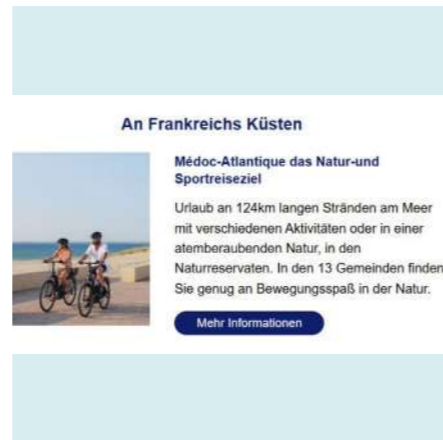 An Frankreichs Küsten
Médoc-Atlantique das Natur-und
Sportreiseziel
Urlaub an 124km langen Stränden am Meer
mit verschiedenen Aktivitäten oder in einer
atemberaubenden Natur, in den
Naturreservaten. In den 13 Gemeinden finden
Sie genug an Bewegungsspaß in der Natur.
Mehr Informationen